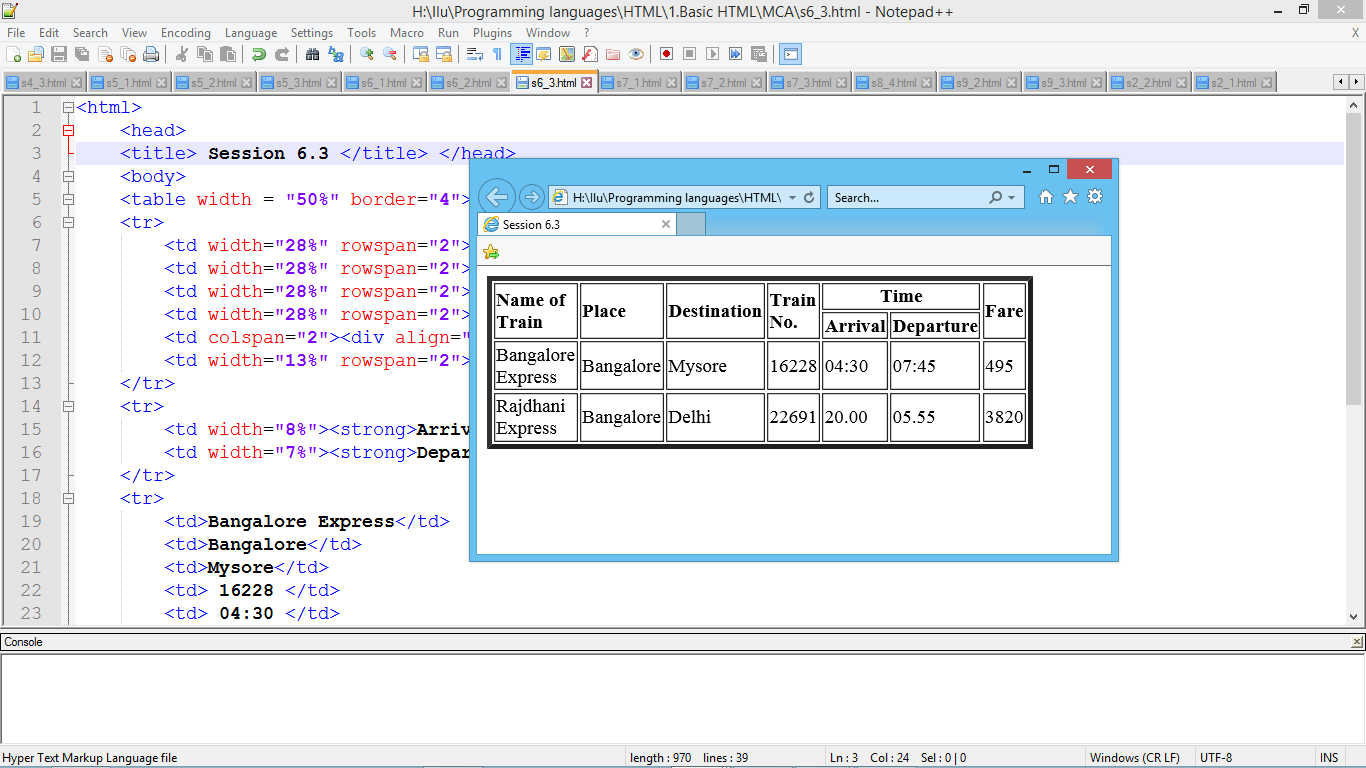 H:\Ilu\Programming languages\HTML\1.Basic HTML\MCA\s6_3.html - Notepad++
File Edit Search View Encoding Language Settings Tools Macro Run Plugins Window ? X
s4_3.html s5_1.html s5_2.html s5_3.html s6_1.html s6_2.html s6_3.html s7_1.html s7_2.html s7_3.html s8_4.html s9_2.html s9_3.html s2_2.html s2_1.html
1 <html>
2 <head>
3 <title> Session 6.3 </title> </head>
4 <body>
5 <table width = "50%" border="4">
6 <tr>
7 <td width="28%" rowspan="2">
8 <td width="28%" rowspan="2">
9 <td width="28%" rowspan="2">
10 <td width="28%" rowspan="2">
11 <td colspan="2"><div align="
12 <td width="13%" rowspan="2">
13 </tr>
14 <tr>
15 <td width="8%"><strong>Arriv
16 <td width="7%"><strong>Depar
17 </tr>
18 <tr>
19 <td>Bangalore Express</td>
20 <td>Bangalore</td>
21 <td>Mysore</td>
22 <td> 16228 </td>
23 <td> 04:30 </td>
H:\Ilu\Programming languages\HTML\ Search...
Session 6.3
Name of Train Place Destination Train No. Time Fare
Arrival Departure
Bangalore Express Bangalore Mysore 16228 04:30 07:45 495
Rajdhani Express Bangalore Delhi 22691 20.00 05.55 3820
Console
Hyper Text Markup Language file length : 970 lines : 39 Ln : 3 Col : 24 Sel : 0 | 0 Windows (CR LF) UTF-8 INS